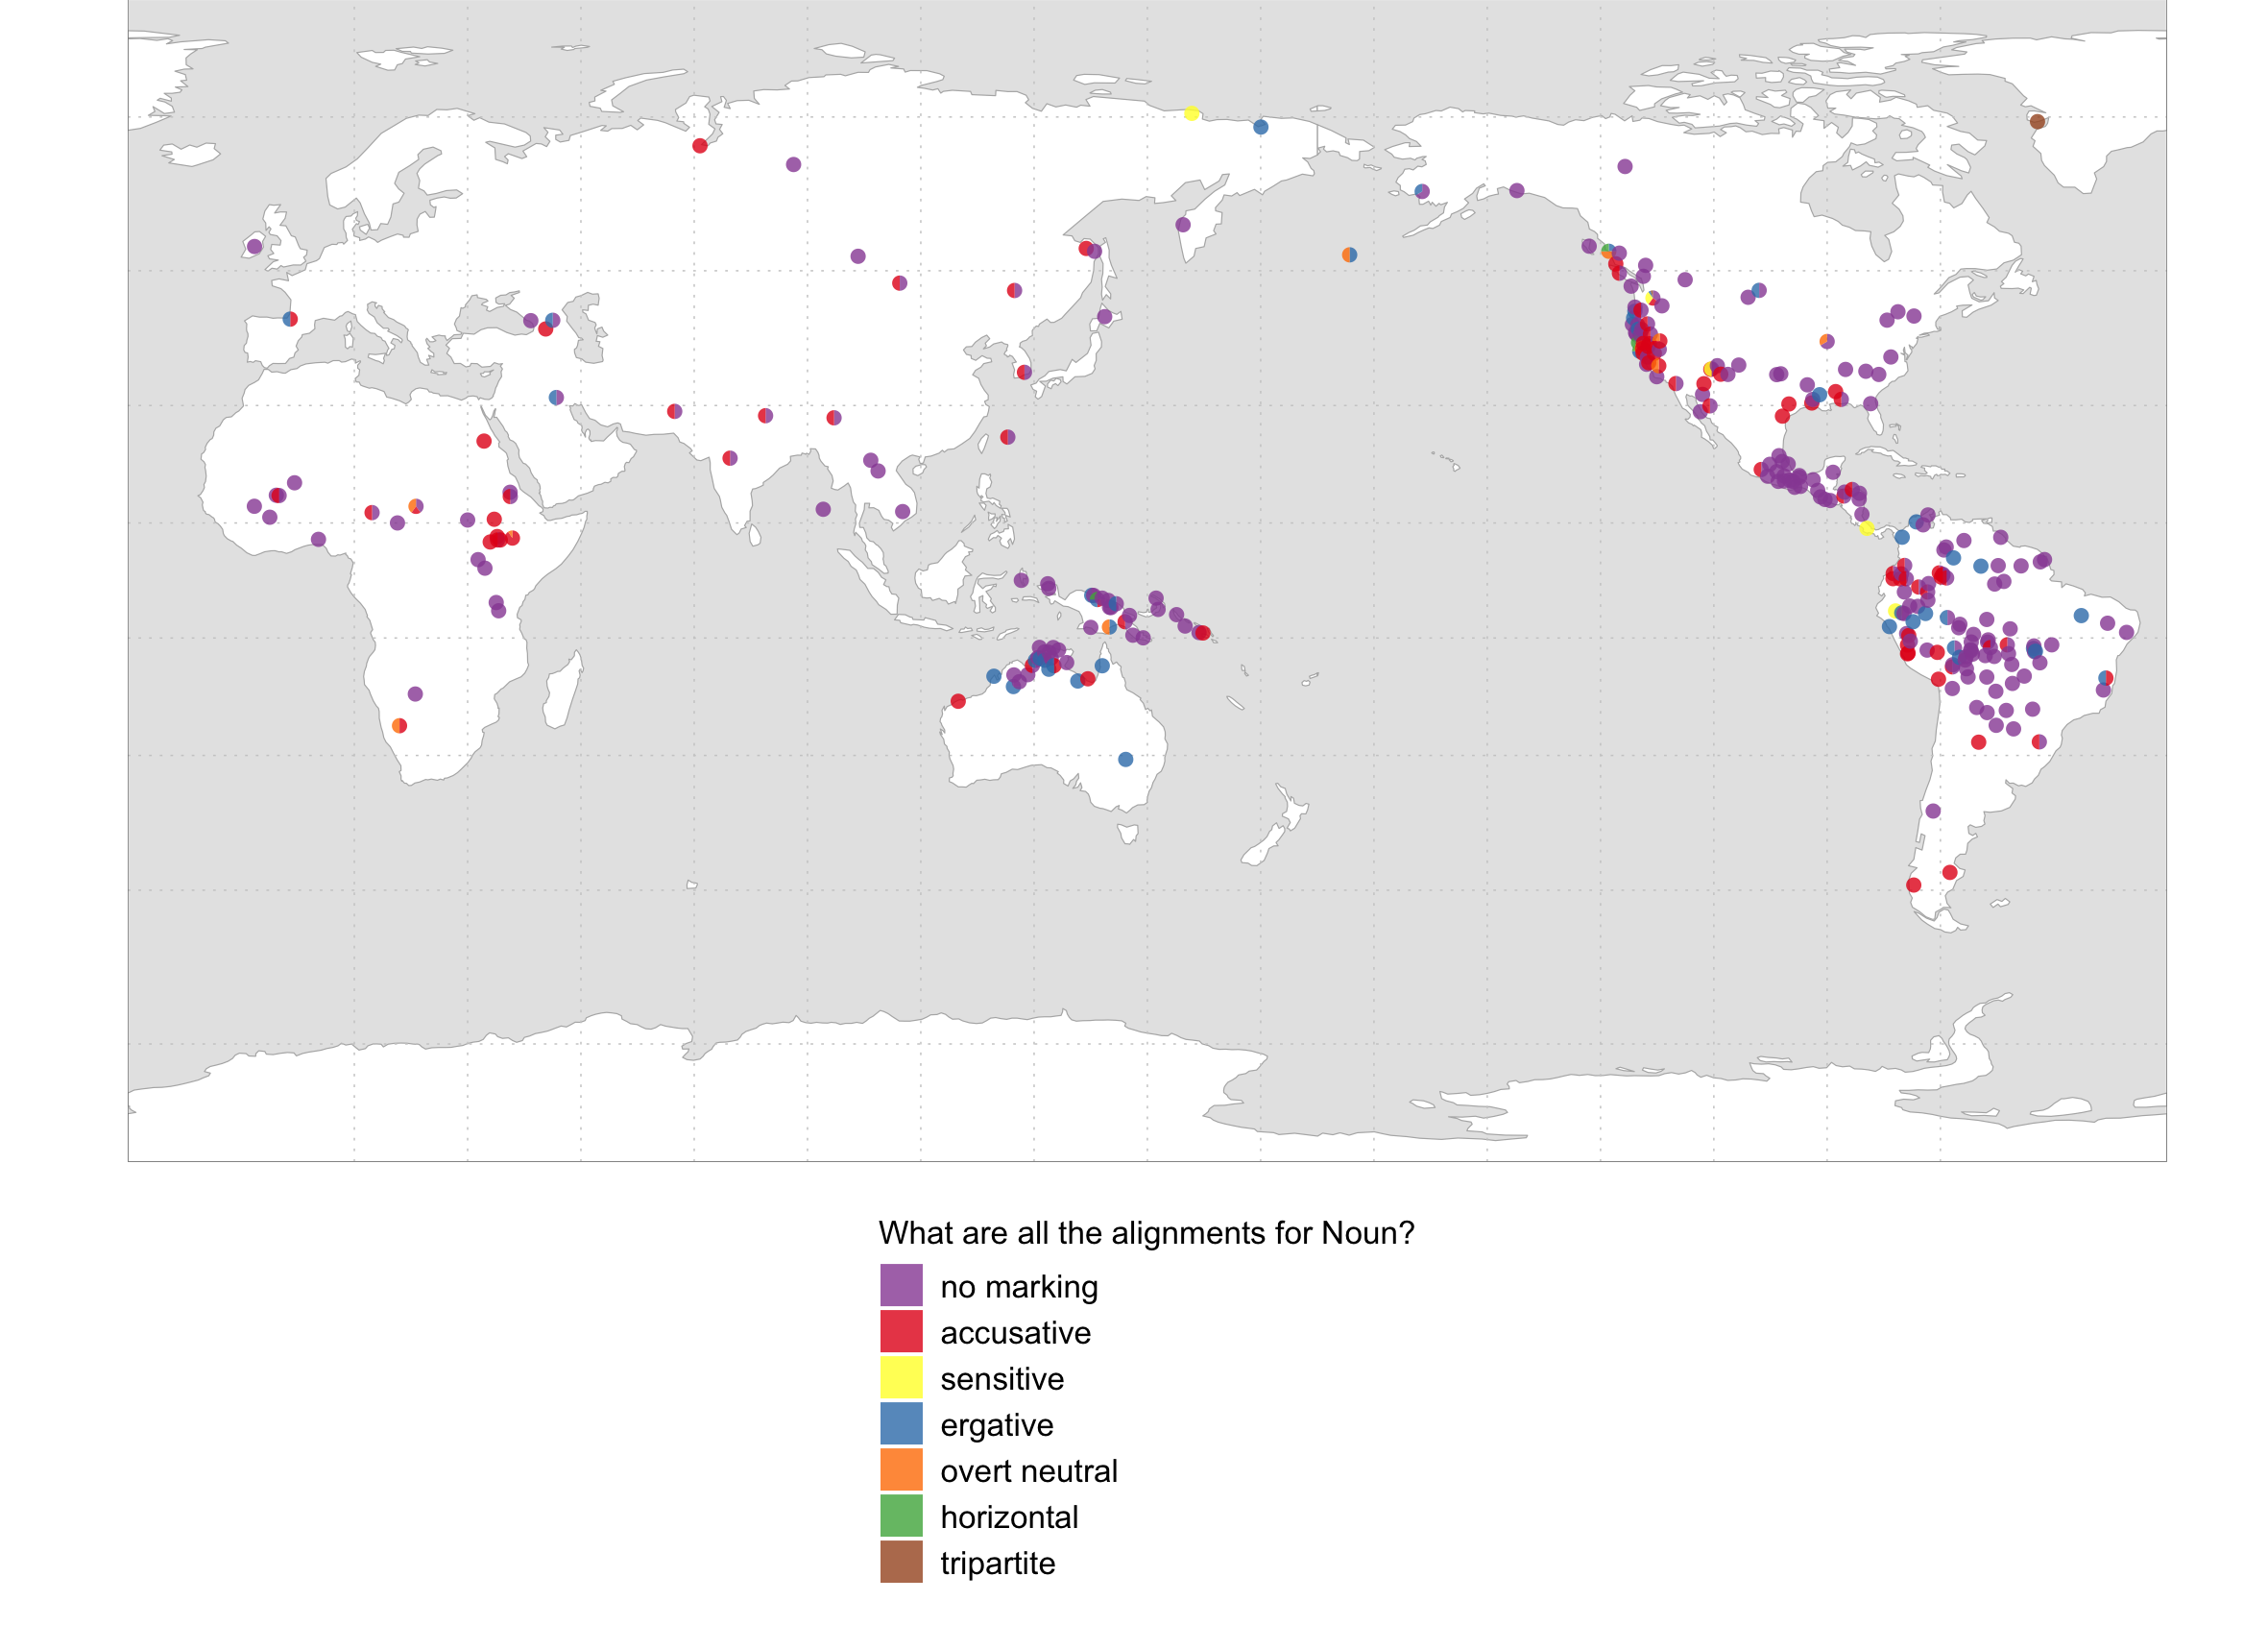 What are all the alignments for Noun?
no marking
accusative
sensitive
ergative
overt neutral
horizontal
tripartite